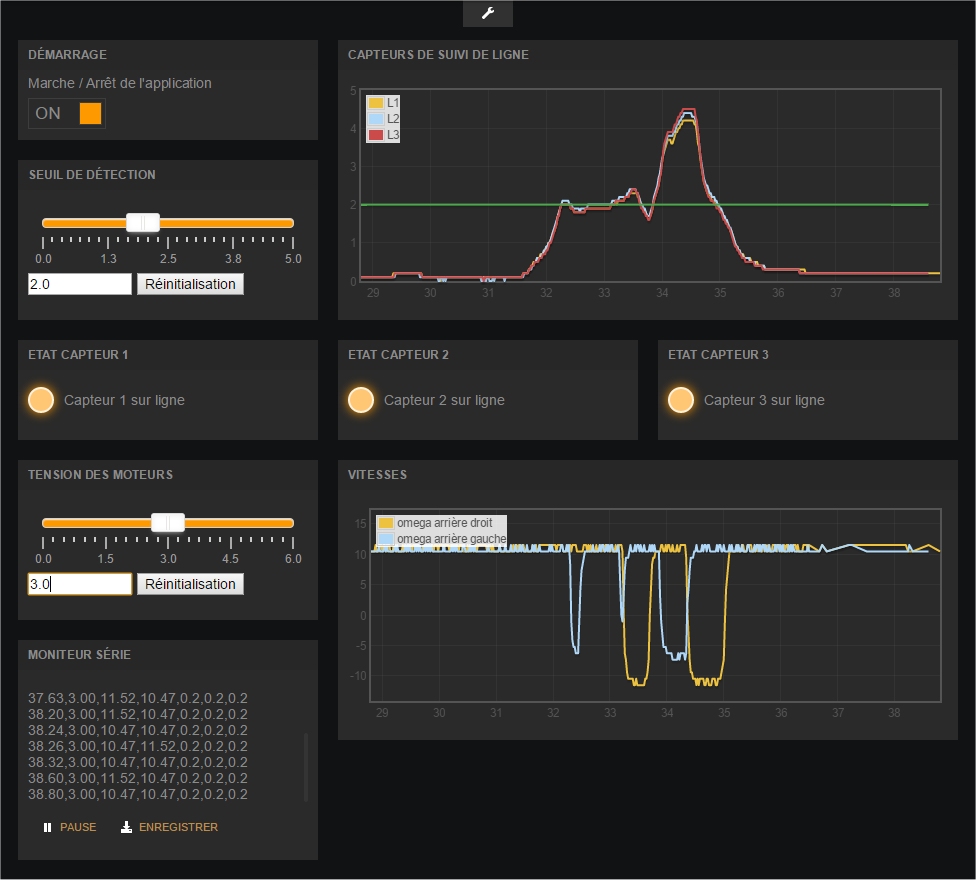 DÉMARRAGE
Marche / Arrêt de l'application
ON
CAPTEURS DE SUIVI DE LIGNE
5
4
3
2
1
0
L1
L2
L3
29 30 31 32 33 34 35 36 37 38
SEUIL DE DÉTECTION
0.0 1.3 2.5 3.8 5.0
2.0 Réinitialisation
ETAT CAPTEUR 1
Capteur 1 sur ligne
ETAT CAPTEUR 2
Capteur 2 sur ligne
ETAT CAPTEUR 3
Capteur 3 sur ligne
TENSION DES MOTEURS
0.0 1.5 3.0 4.5 6.0
3.0 Réinitialisation
VITESSES
15
10
5
0
-5
-10
omega arrière droit
omega arrière gauche
29 30 31 32 33 34 35 36 37 38
MONITEUR SÉRIE
37.63,3.00,11.52,10.47,0.2,0.2,0.2
38.20,3.00,11.52,10.47,0.2,0.2,0.2
38.24,3.00,10.47,10.47,0.2,0.2,0.2
38.26,3.00,10.47,11.52,0.2,0.2,0.2
38.32,3.00,10.47,10.47,0.2,0.2,0.2
38.60,3.00,11.52,10.47,0.2,0.2,0.2
38.80,3.00,10.47,10.47,0.2,0.2,0.2
PAUSE ENREGISTRER